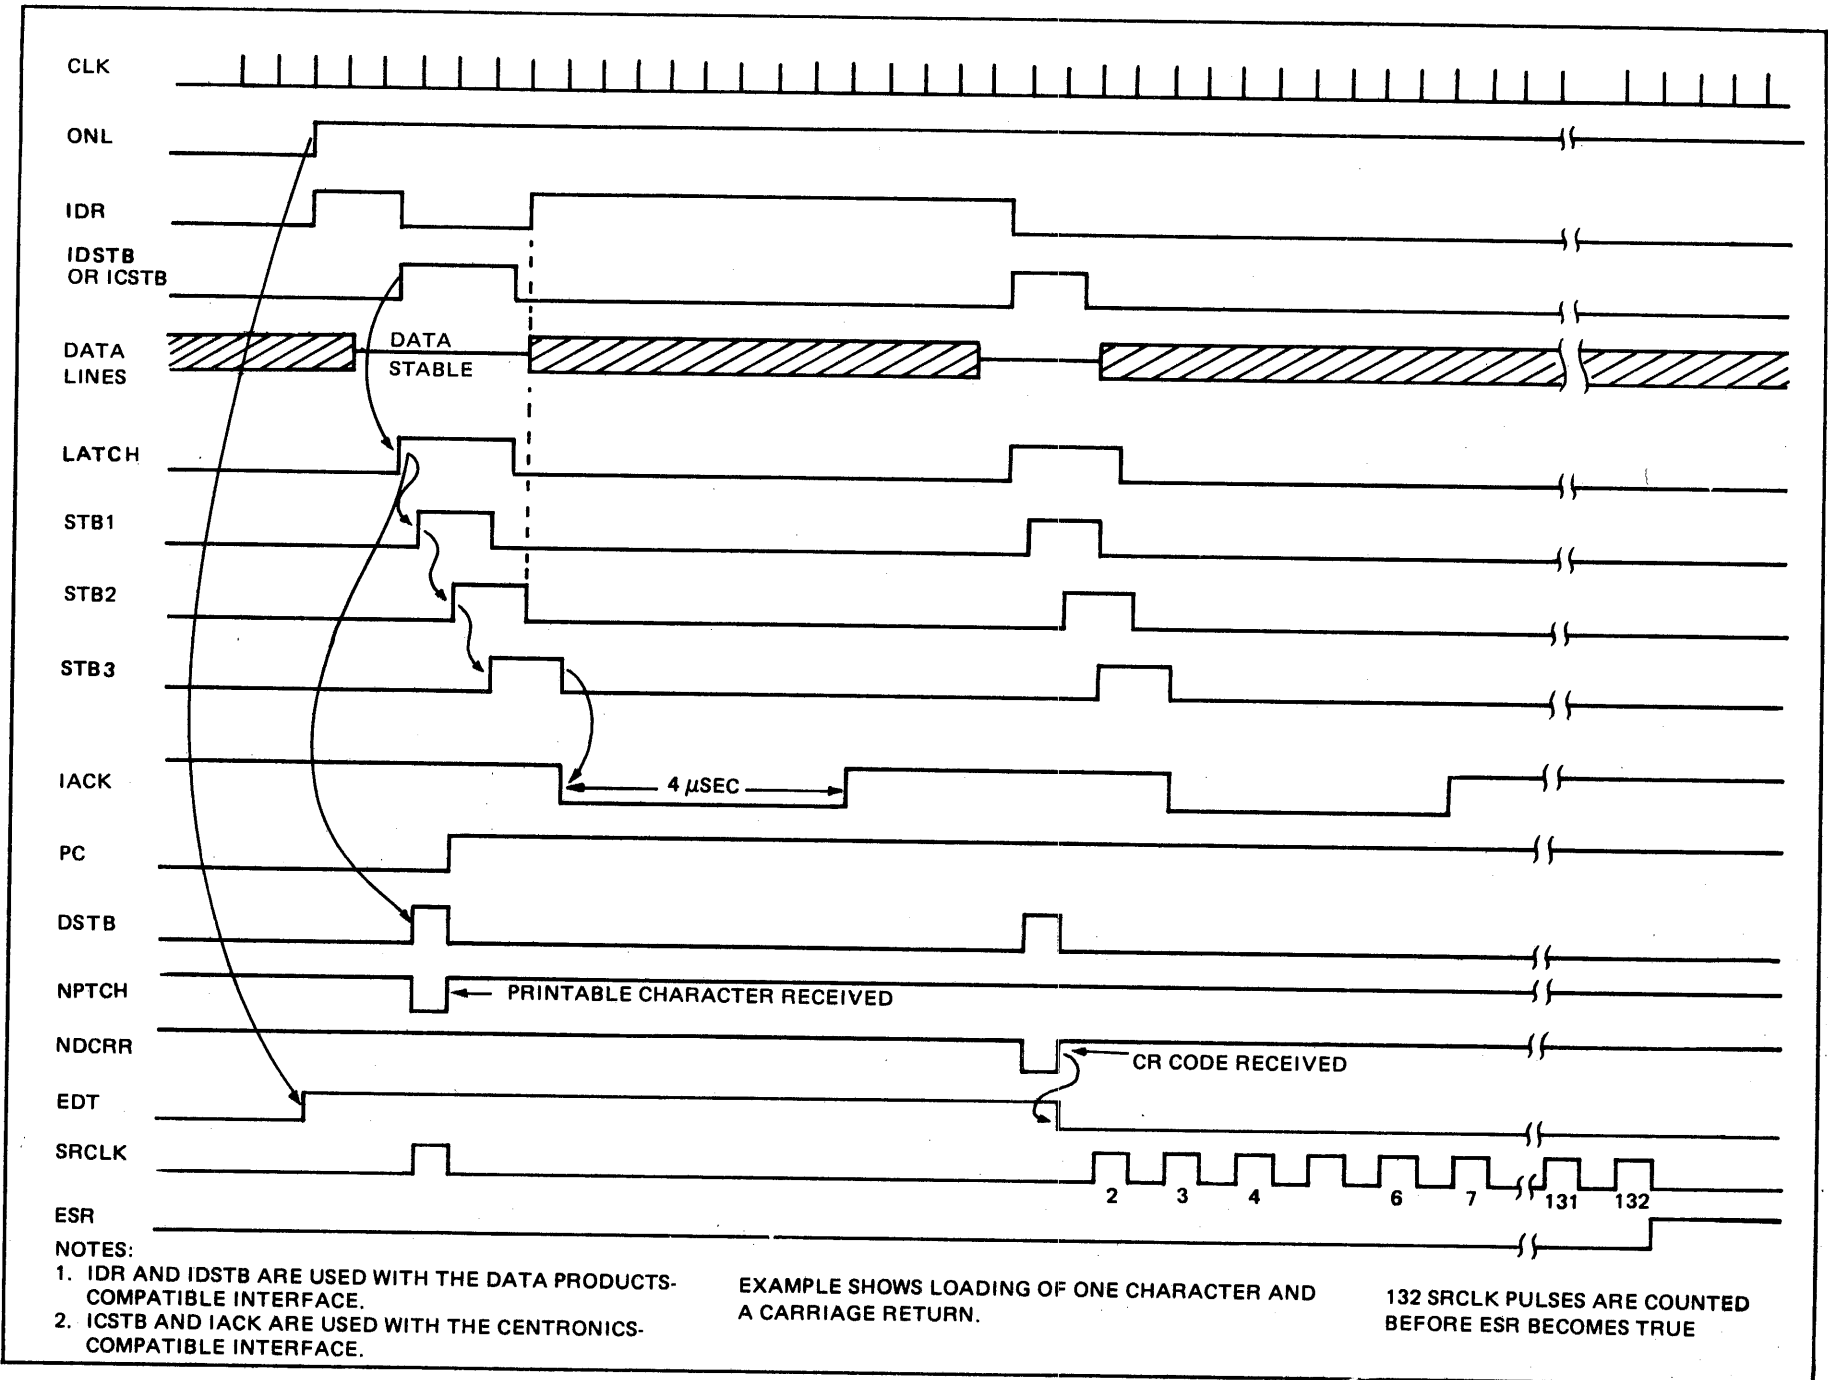 CLK
ONL
IDR
IDSTB
OR ICSTB
DATA
LINES
DATA
STABLE
LATCH
STB1
STB2
STB3
IACK
4 µSEC
PC
DSTB
NPTCH
PRINTABLE CHARACTER RECEIVED
NDCRR
CR CODE RECEIVED
EDT
SRCLK
2 3 4 6 7 131 132
ESR
NOTES:
1. IDR AND IDSTB ARE USED WITH THE DATA PRODUCTS-
COMPATIBLE INTERFACE.
2. ICSTB AND IACK ARE USED WITH THE CENTRONICS-
COMPATIBLE INTERFACE.
EXAMPLE SHOWS LOADING OF ONE CHARACTER AND
A CARRIAGE RETURN.
132 SRCLK PULSES ARE COUNTED
BEFORE ESR BECOMES TRUE